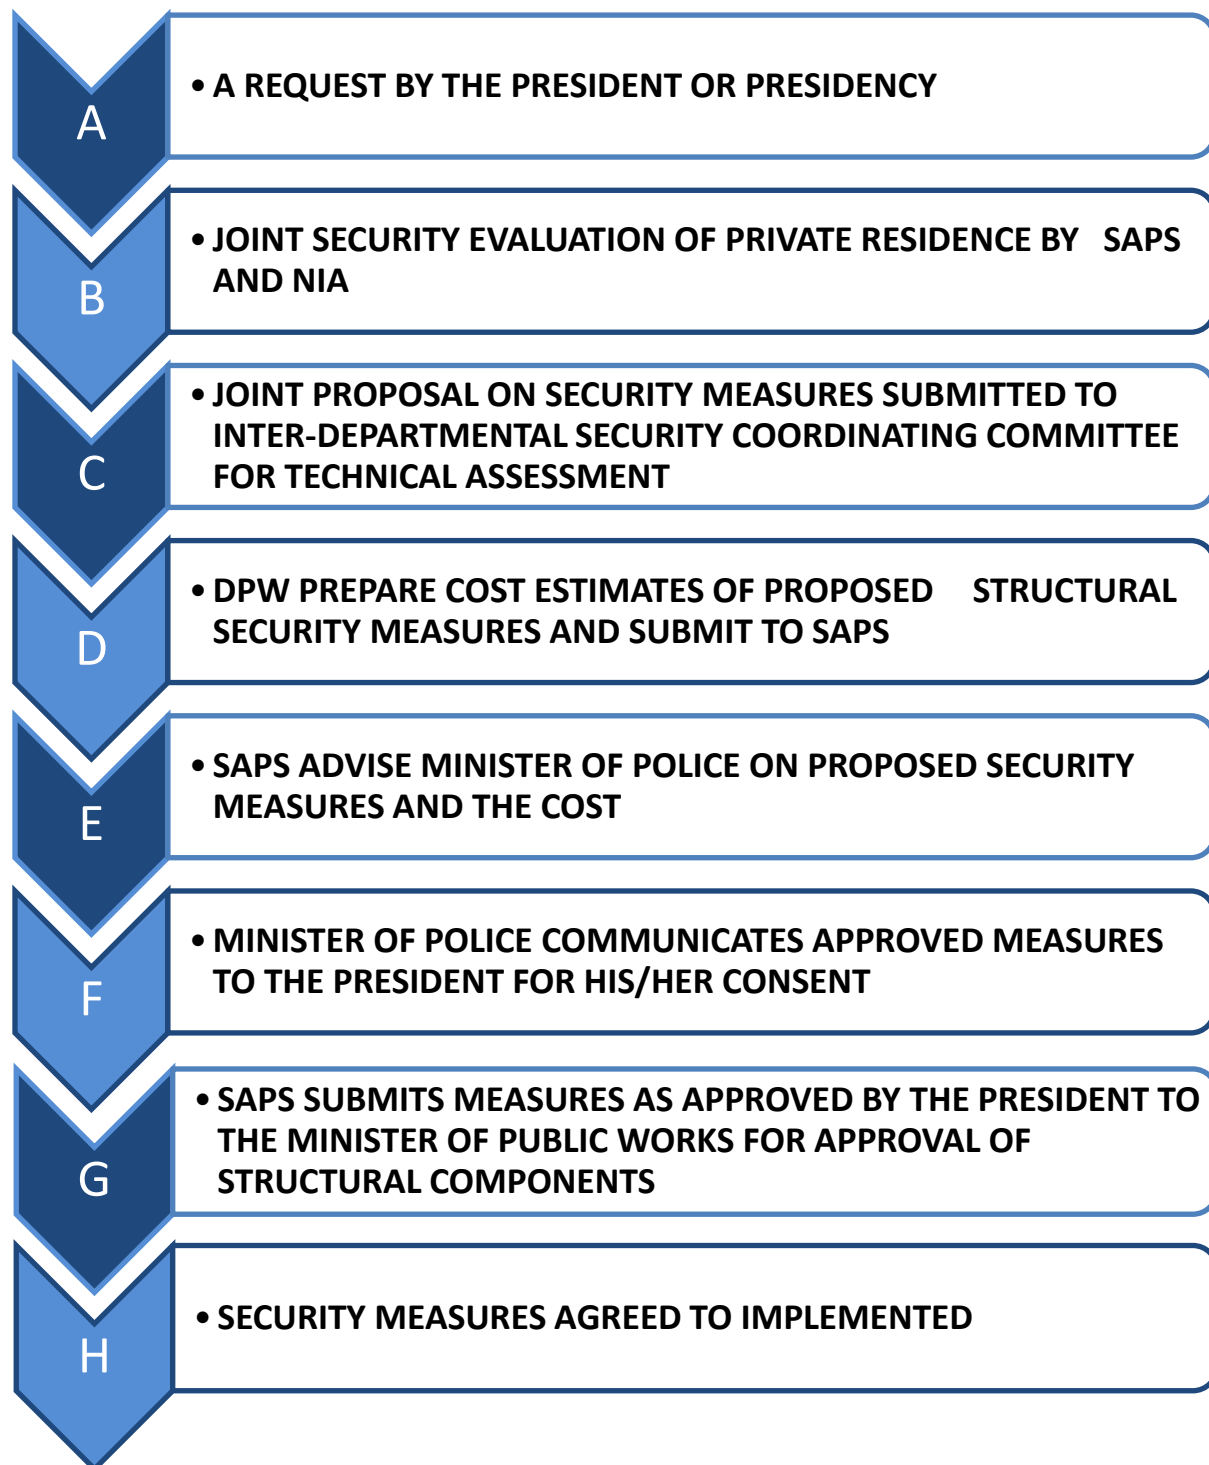 A
• A REQUEST BY THE PRESIDENT OR PRESIDENCY
B
• JOINT SECURITY EVALUATION OF PRIVATE RESIDENCE BY SAPS
AND NIA
C
• JOINT PROPOSAL ON SECURITY MEASURES SUBMITTED TO
INTER-DEPARTMENTAL SECURITY COORDINATING COMMITTEE
FOR TECHNICAL ASSESSMENT
D
• DPW PREPARE COST ESTIMATES OF PROPOSED STRUCTURAL
SECURITY MEASURES AND SUBMIT TO SAPS
E
• SAPS ADVISE MINISTER OF POLICE ON PROPOSED SECURITY
MEASURES AND THE COST
F
• MINISTER OF POLICE COMMUNICATES APPROVED MEASURES
TO THE PRESIDENT FOR HIS/HER CONSENT
G
• SAPS SUBMITS MEASURES AS APPROVED BY THE PRESIDENT TO
THE MINISTER OF PUBLIC WORKS FOR APPROVAL OF
STRUCTURAL COMPONENTS
H
• SECURITY MEASURES AGREED TO IMPLEMENTED